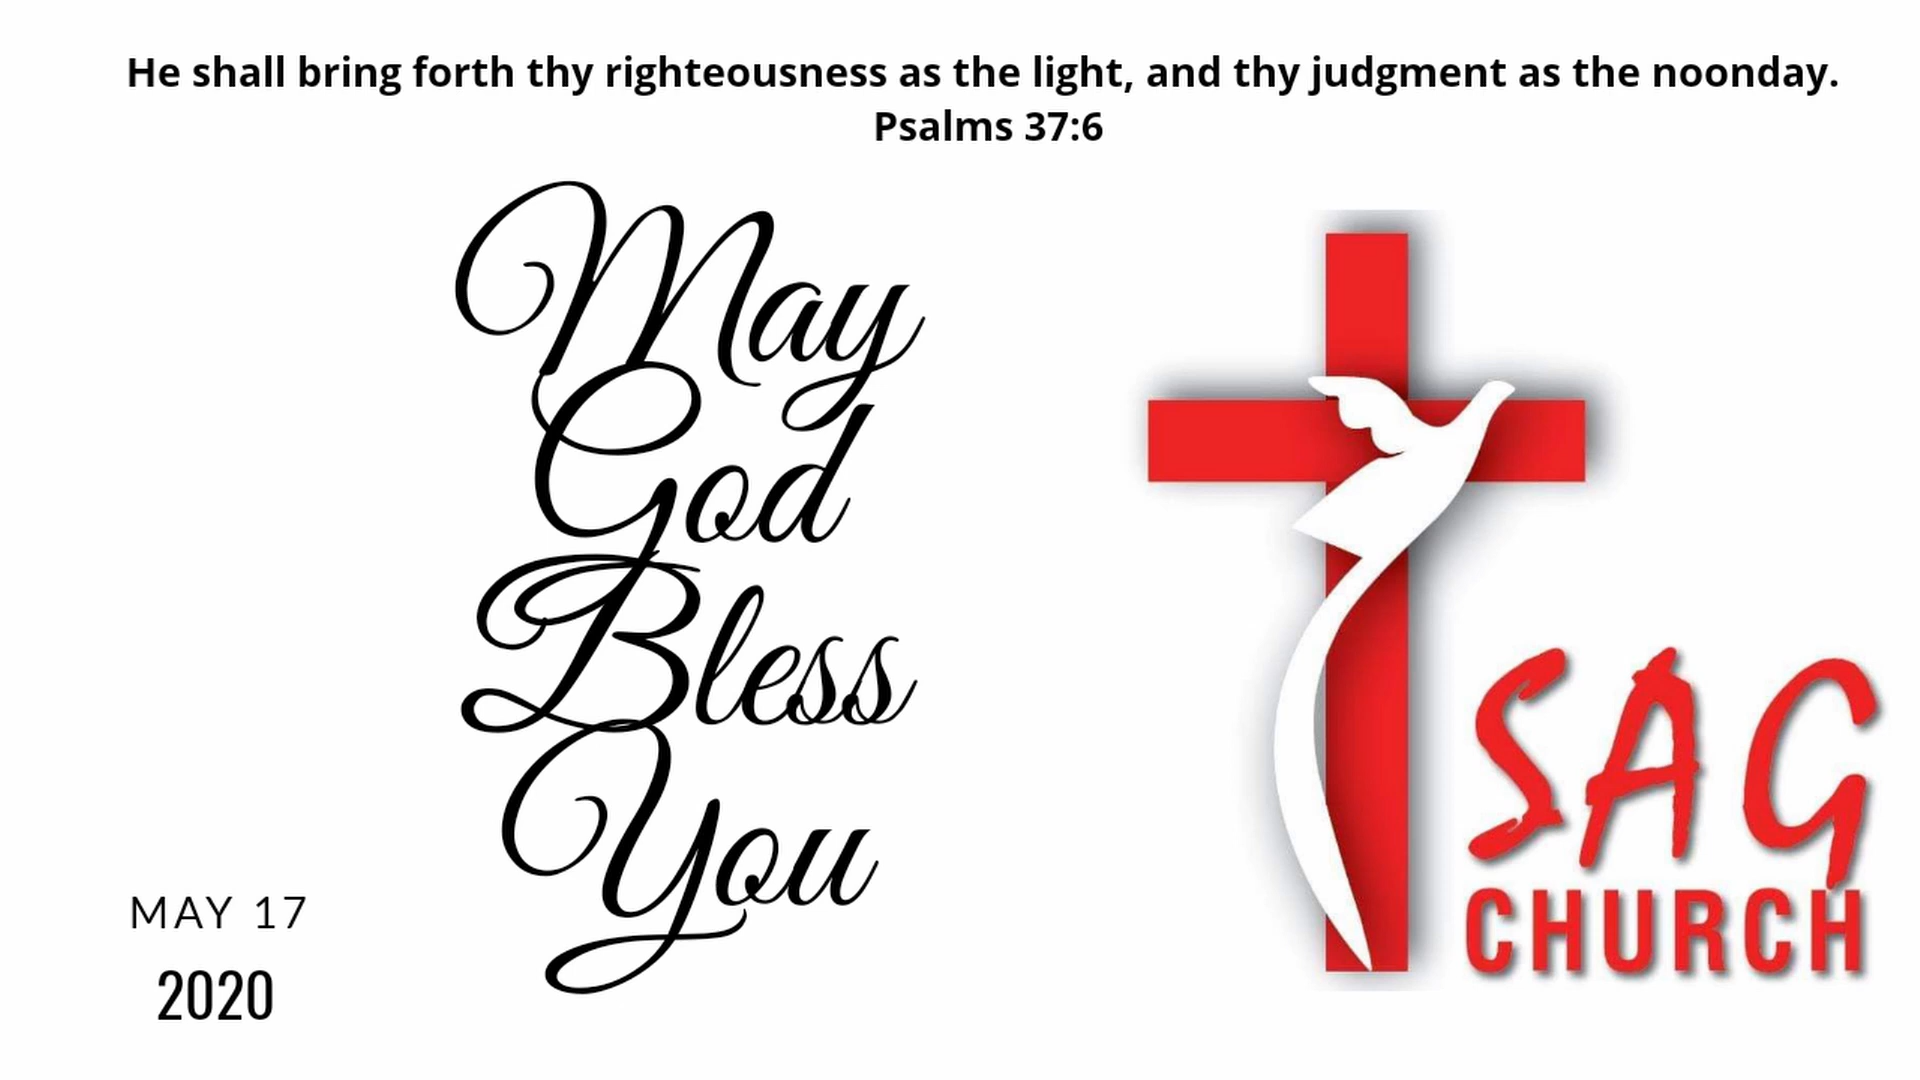 He shall bring forth thy righteousness as the light, and thy judgment as the noonday.
Psalms 37:6
May
God
Bless
You
MAY 17
2020
SAG
CHURCH